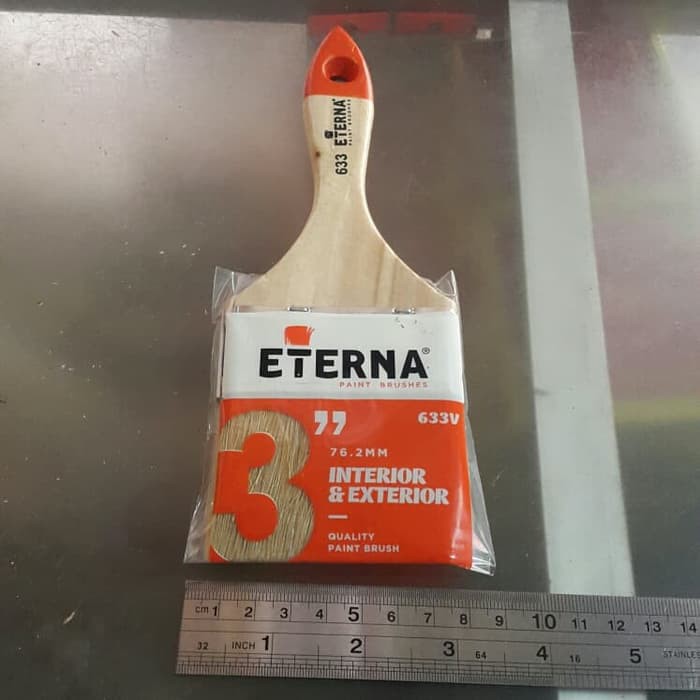 633 ETERNA
PAINT BRUSHES
ETERNA®
PAINT BRUSHES
3”
633V
76.2MM
INTERIOR
& EXTERIOR
QUALITY
PAINT BRUSH
cm 1 2 3 4 5 6 7 8 9 10 11 12 13 14
32 INCH 1 2 3 64 4 16 5 STAINLES